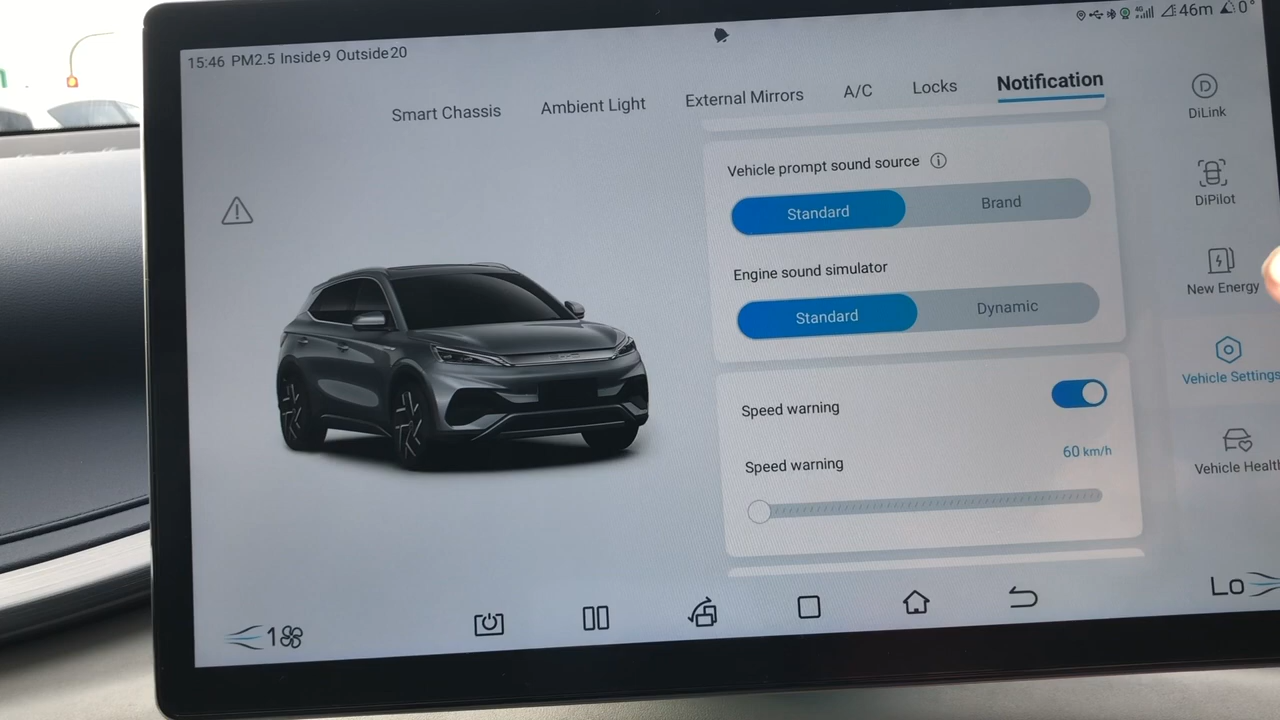 15:46 PM2.5 Inside9 Outside20
4G 46m 0°
Smart Chassis Ambient Light External Mirrors A/C Locks Notification
DiLink
DiPilot
New Energy
Vehicle Settings
Vehicle Health
Vehicle prompt sound source
Standard Brand
Engine sound simulator
Standard Dynamic
Speed warning
Speed warning 60 km/h
1 Lo